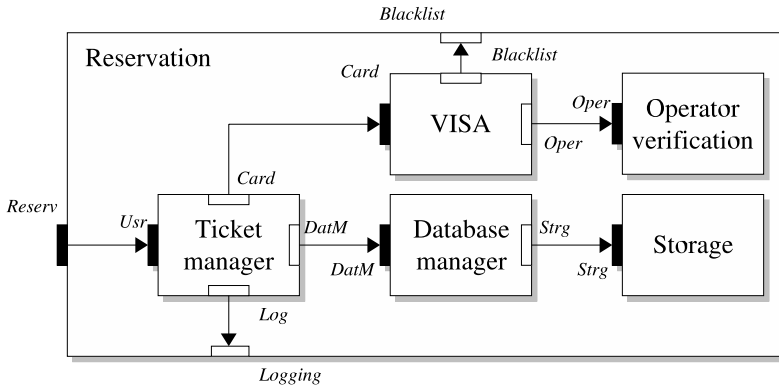 Blacklist
Reservation
Blacklist
Card
VISA
Oper
Operator
verification
Oper
Card
Reserv
Usr
Ticket
manager
DatM
DatM
Database
manager
Strg
Strg
Storage
Log
Logging